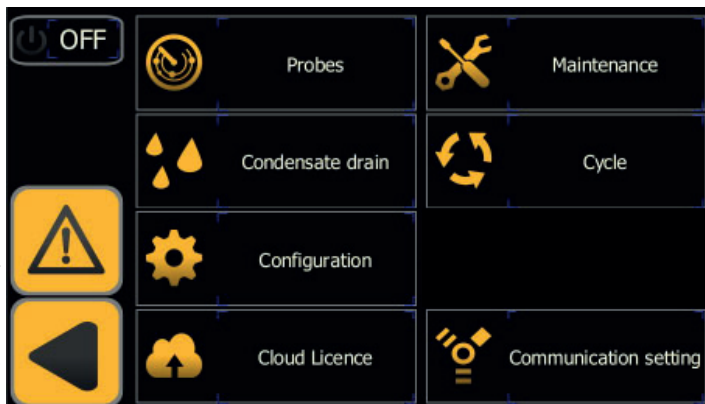 OFF
Probes
Maintenance
Condensate drain
Cycle
Configuration
Cloud Licence
Communication setting